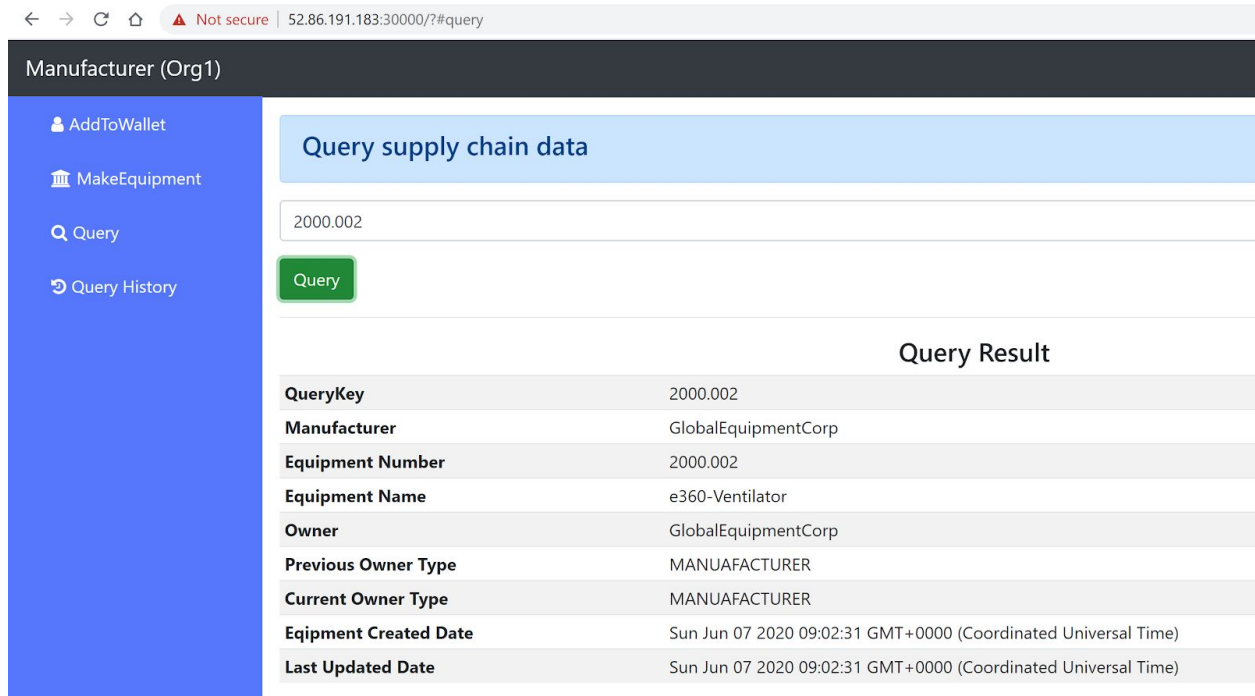 Not secure 52.86.191.183:30000/?#query
Manufacturer (Org1)
AddToWallet
MakeEquipment
Query
Query History
Query supply chain data
2000.002
Query
Query Result
QueryKey 2000.002
Manufacturer GlobalEquipmentCorp
Equipment Number 2000.002
Equipment Name e360-Ventilator
Owner GlobalEquipmentCorp
Previous Owner Type MANUAFACTURER
Current Owner Type MANUAFACTURER
Eqipment Created Date Sun Jun 07 2020 09:02:31 GMT+0000 (Coordinated Universal Time)
Last Updated Date Sun Jun 07 2020 09:02:31 GMT+0000 (Coordinated Universal Time)